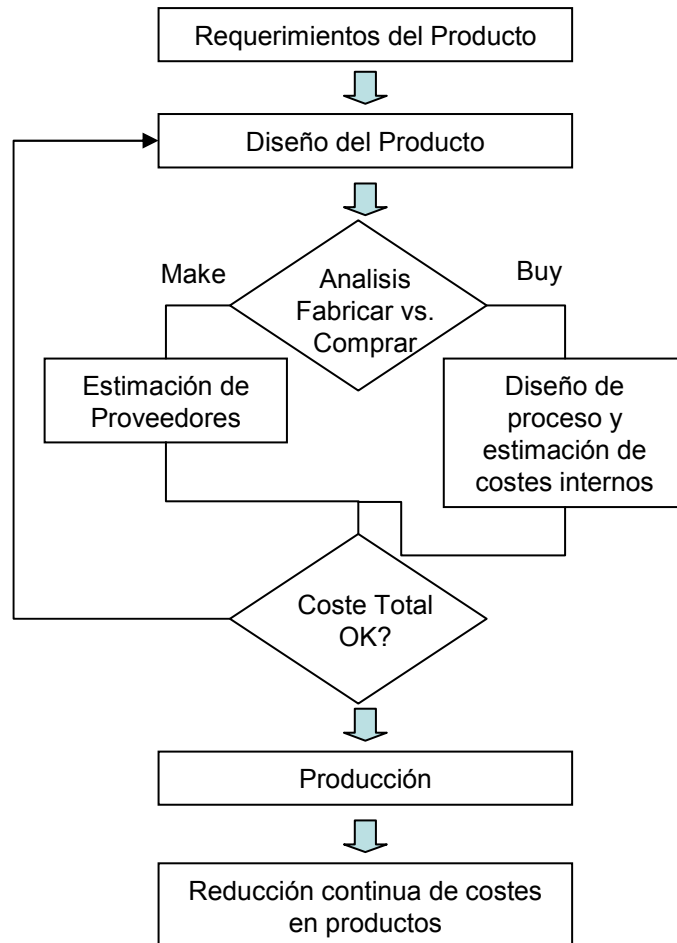 Requerimientos del Producto
Diseño del Producto
Make
Analisis
Fabricar vs.
Comprar
Buy
Estimación de
Proveedores
Diseño de
proceso y
estimación de
costes internos
Coste Total
OK?
Producción
Reducción continua de costes
en productos